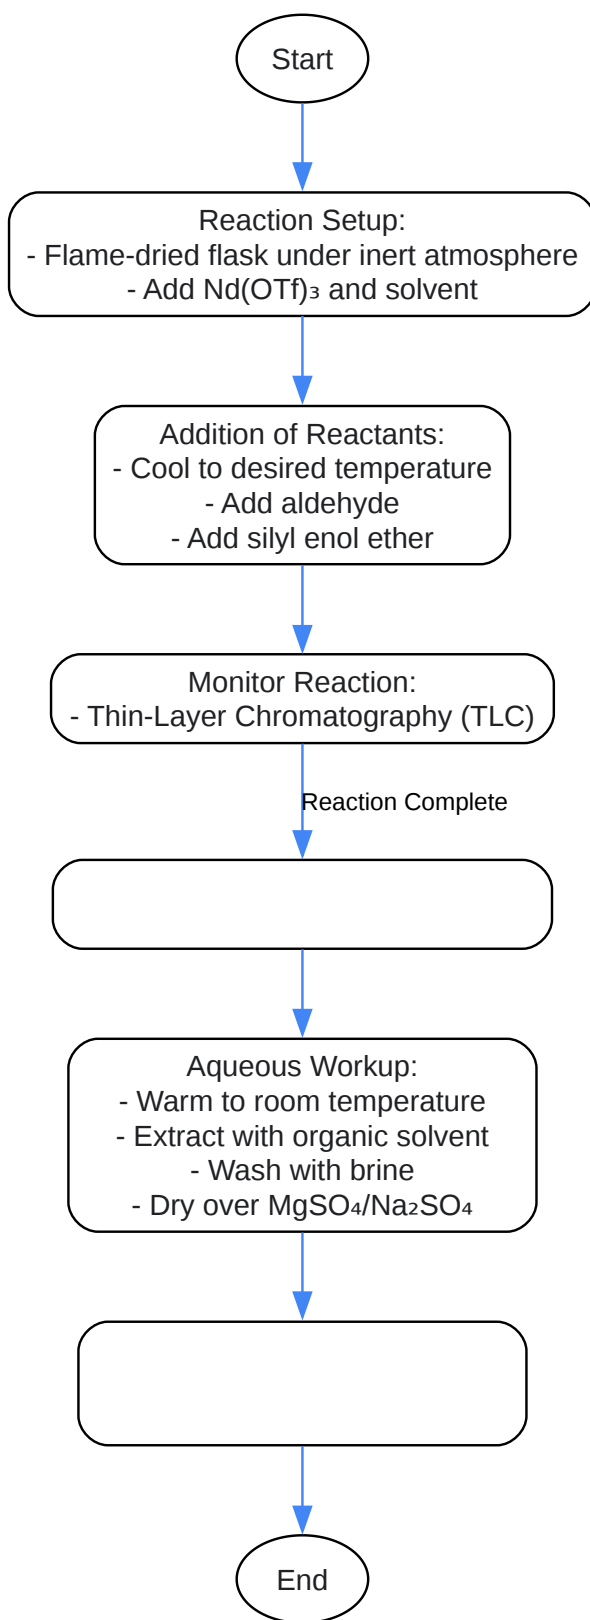 Start
Reaction Setup:
- Flame-dried flask under inert atmosphere
- Add Nd(OTf)₃ and solvent
Addition of Reactants:
- Cool to desired temperature
- Add aldehyde
- Add silyl enol ether
Monitor Reaction:
- Thin-Layer Chromatography (TLC)
Reaction Complete
Aqueous Workup:
- Warm to room temperature
- Extract with organic solvent
- Wash with brine
- Dry over MgSO₄/Na₂SO₄
End